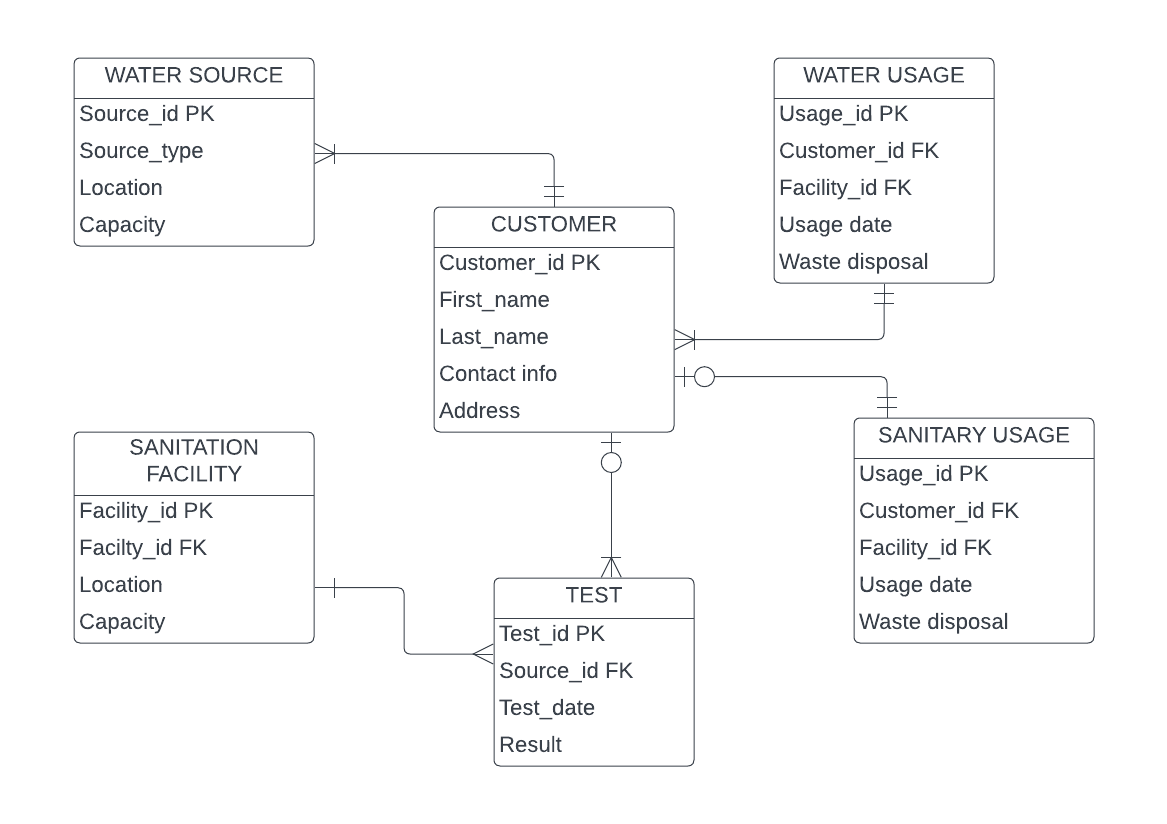 WATER SOURCE
Source_id PK
Source_type
Location
Capacity
WATER USAGE
Usage_id PK
Customer_id FK
Facility_id FK
Usage date
Waste disposal
CUSTOMER
Customer_id PK
First_name
Last_name
Contact info
Address
SANITATION
FACILITY
Facility_id PK
Facilty_id FK
Location
Capacity
SANITARY USAGE
Usage_id PK
Customer_id FK
Facility_id FK
Usage date
Waste disposal
TEST
Test_id PK
Source_id FK
Test_date
Result